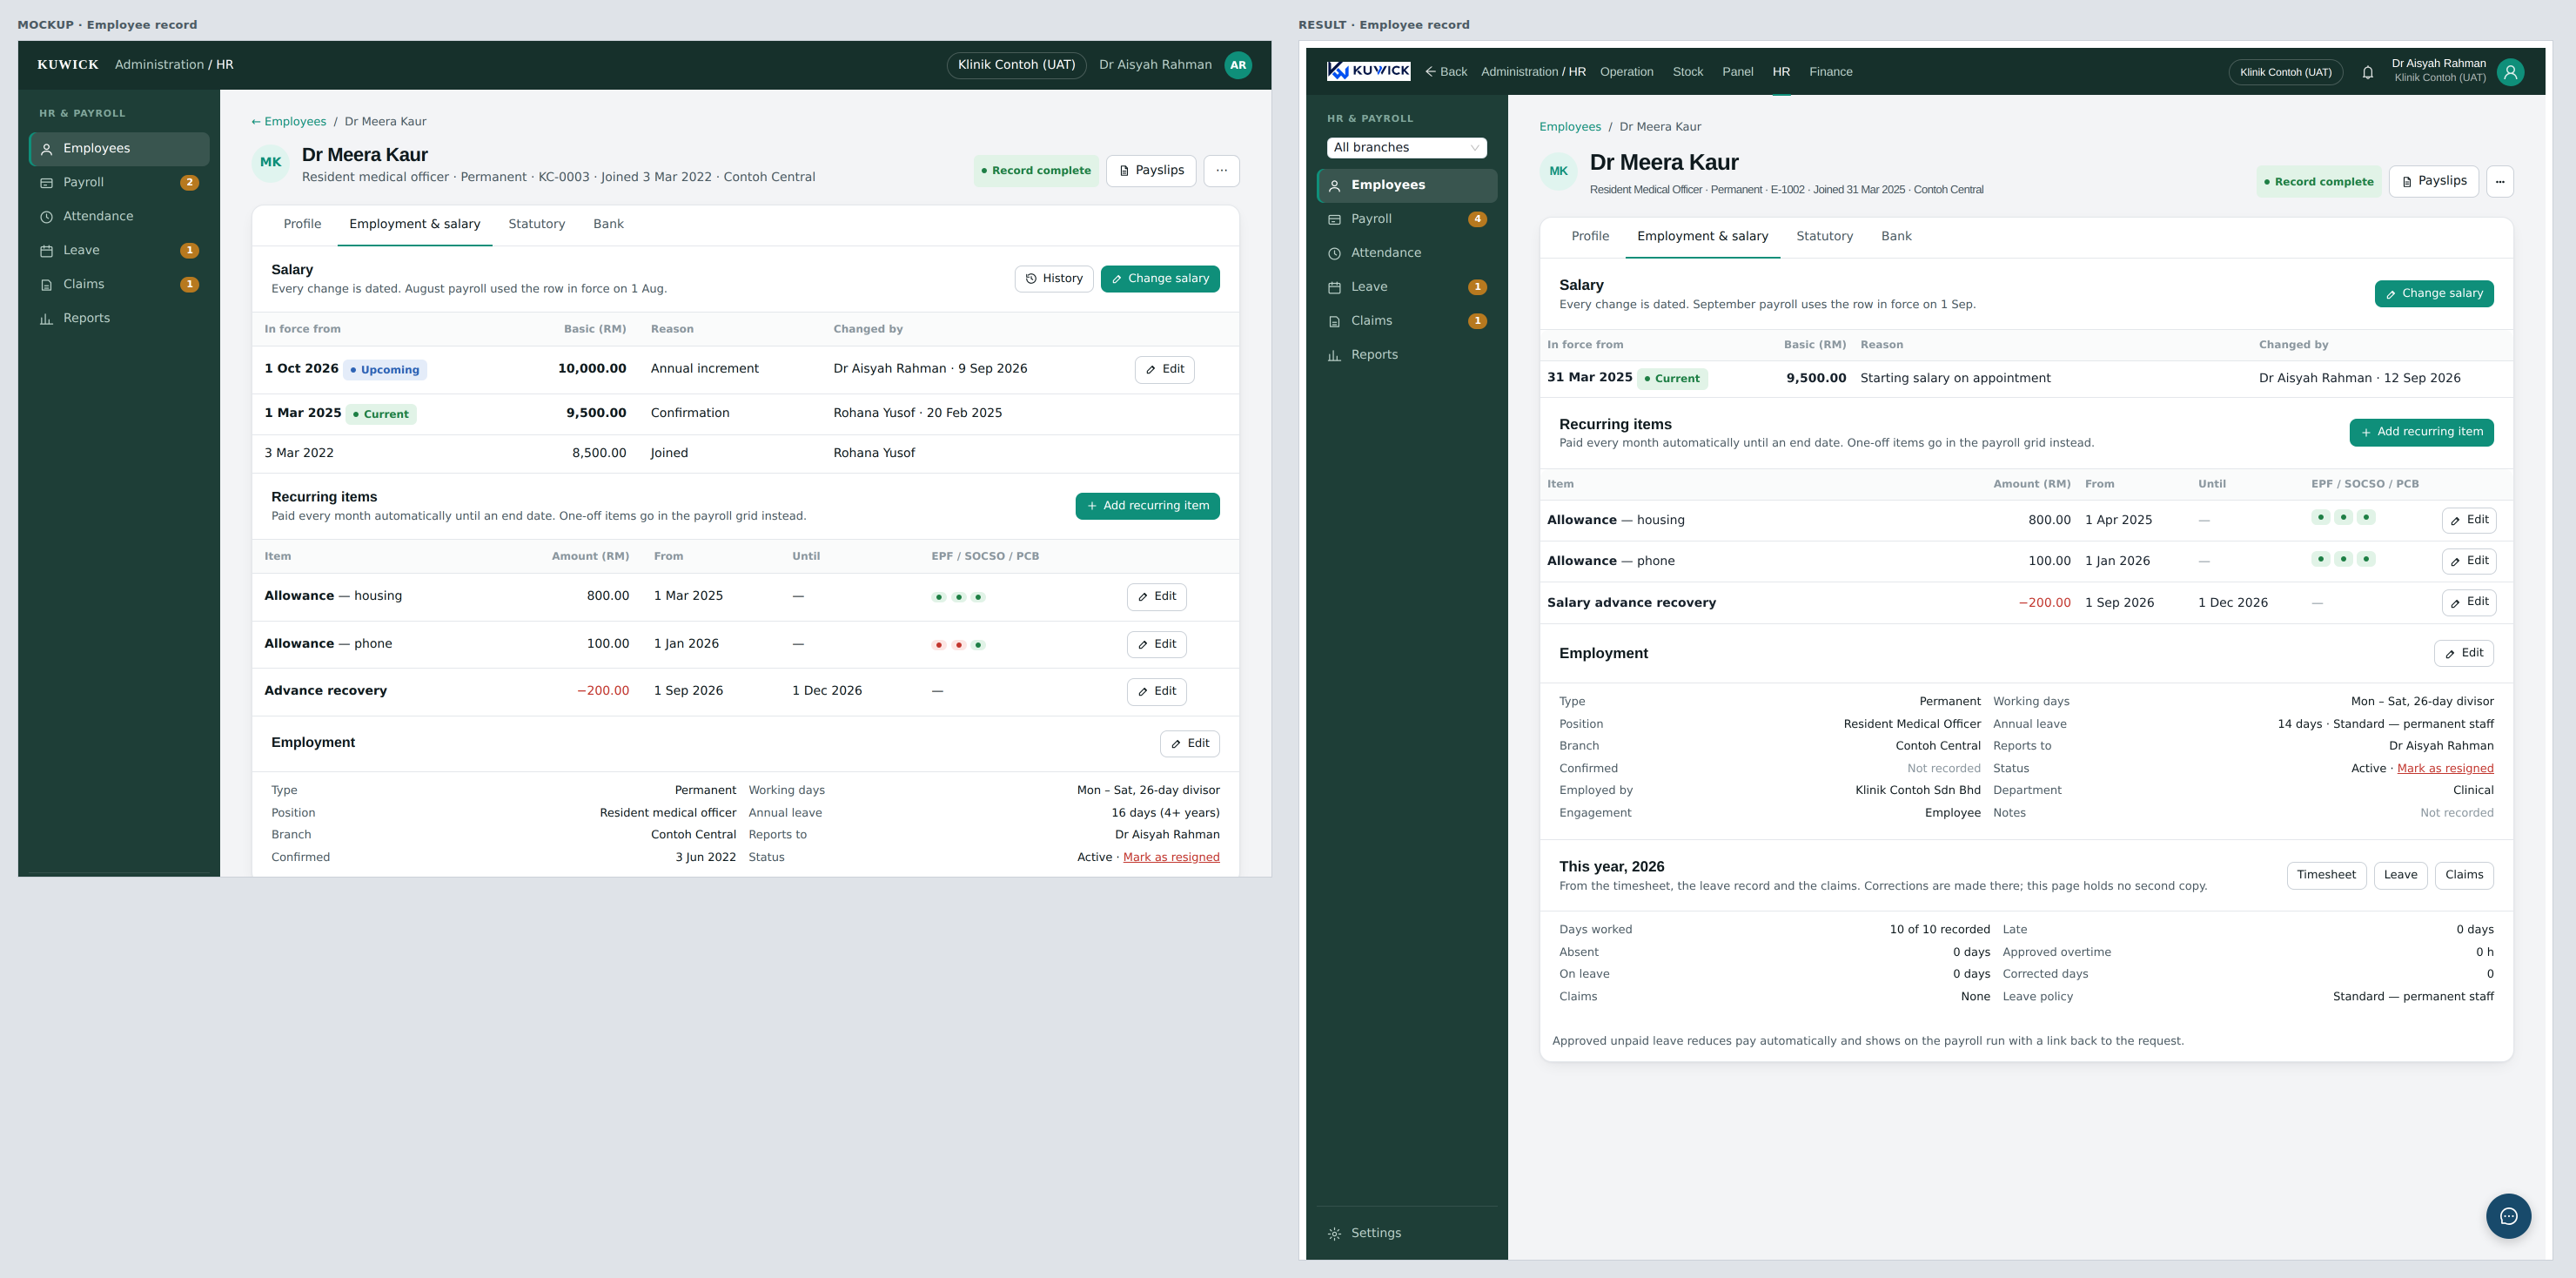 MOCKUP · Employee record
KUWICK Administration / HR Klinik Contoh (UAT) Dr Aisyah Rahman AR
HR & PAYROLL
Employees
Payroll 2
Attendance
Leave 1
Claims 1
Reports
← Employees / Dr Meera Kaur
MK Dr Meera Kaur
Resident medical officer · Permanent · KC-0003 · Joined 3 Mar 2022 · Contoh Central
Record complete Payslips ···
Profile Employment & salary Statutory Bank
Salary
Every change is dated. August payroll used the row in force on 1 Aug.
History Change salary
In force from Basic (RM) Reason Changed by
1 Oct 2026 Upcoming 10,000.00 Annual increment Dr Aisyah Rahman · 9 Sep 2026 Edit
1 Mar 2025 Current 9,500.00 Confirmation Rohana Yusof · 20 Feb 2025
3 Mar 2022 8,500.00 Joined Rohana Yusof
Recurring items
Paid every month automatically until an end date. One-off items go in the payroll grid instead.
Add recurring item
Item Amount (RM) From Until EPF / SOCSO / PCB
Allowance — housing 800.00 1 Mar 2025 — Edit
Allowance — phone 100.00 1 Jan 2026 — Edit
Advance recovery −200.00 1 Sep 2026 1 Dec 2026 — Edit
Employment Edit
Type Permanent Working days Mon – Sat, 26-day divisor
Position Resident medical officer Annual leave 16 days (4+ years)
Branch Contoh Central Reports to Dr Aisyah Rahman
Confirmed 3 Jun 2022 Status Active · Mark as resigned
RESULT · Employee record
KUWICK ← Back Administration / HR Operation Stock Panel HR Finance Klinik Contoh (UAT) Dr Aisyah Rahman
Klinik Contoh (UAT)
HR & PAYROLL
All branches
Employees
Payroll 4
Attendance
Leave 1
Claims 1
Reports
Settings
Employees / Dr Meera Kaur
MK Dr Meera Kaur
Resident Medical Officer · Permanent · E-1002 · Joined 31 Mar 2025 · Contoh Central
Record complete Payslips ···
Profile Employment & salary Statutory Bank
Salary
Every change is dated. September payroll uses the row in force on 1 Sep.
Change salary
In force from Basic (RM) Reason Changed by
31 Mar 2025 Current 9,500.00 Starting salary on appointment Dr Aisyah Rahman · 12 Sep 2026
Recurring items
Paid every month automatically until an end date. One-off items go in the payroll grid instead.
Add recurring item
Item Amount (RM) From Until EPF / SOCSO / PCB
Allowance — housing 800.00 1 Apr 2025 — Edit
Allowance — phone 100.00 1 Jan 2026 — Edit
Salary advance recovery −200.00 1 Sep 2026 1 Dec 2026 — Edit
Employment Edit
Type Permanent Working days Mon – Sat, 26-day divisor
Position Resident Medical Officer Annual leave 14 days · Standard — permanent staff
Branch Contoh Central Reports to Dr Aisyah Rahman
Confirmed Not recorded Status Active · Mark as resigned
Employed by Klinik Contoh Sdn Bhd Department Clinical
Engagement Employee Notes Not recorded
This year, 2026
From the timesheet, the leave record and the claims. Corrections are made there; this page holds no second copy.
Timesheet Leave Claims
Days worked 10 of 10 recorded Late 0 days
Absent 0 days Approved overtime 0 h
On leave 0 days Corrected days 0
Claims None Leave policy Standard — permanent staff
Approved unpaid leave reduces pay automatically and shows on the payroll run with a link back to the request.